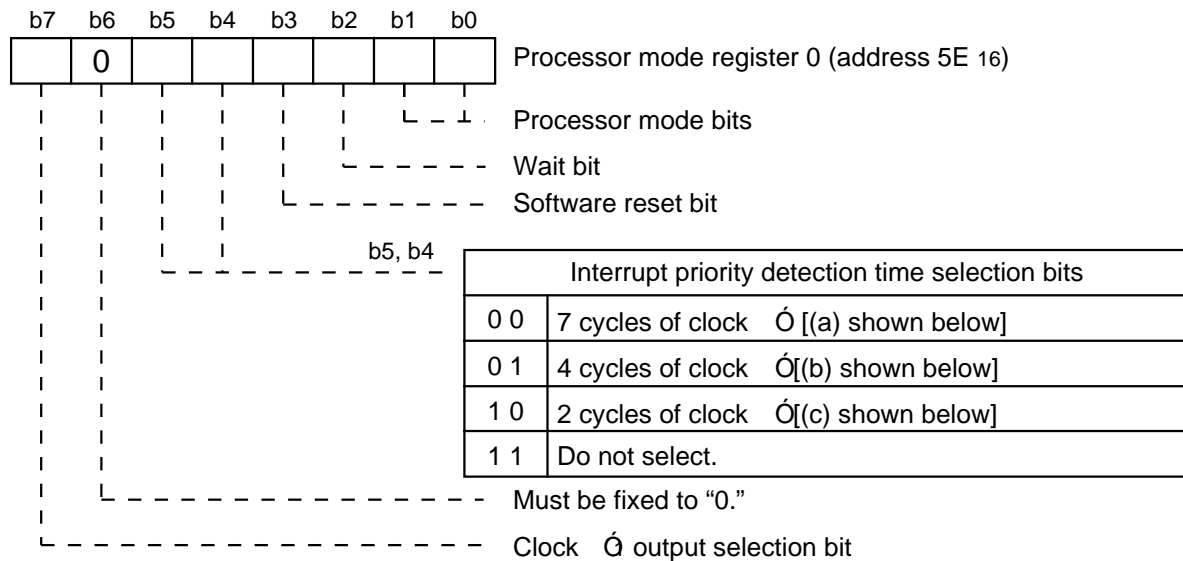 b7 b6 b5 b4 b3 b2 b1 b0
0
Processor mode register 0 (address 5E 16)
Processor mode bits
Wait bit
Software reset bit
b5, b4
Interrupt priority detection time selection bits
0 0 7 cycles of clock Ó [(a) shown below]
0 1 4 cycles of clock Ó[(b) shown below]
1 0 2 cycles of clock Ó[(c) shown below]
1 1 Do not select.
Must be fixed to “0.”
Clock Ó1 output selection bit